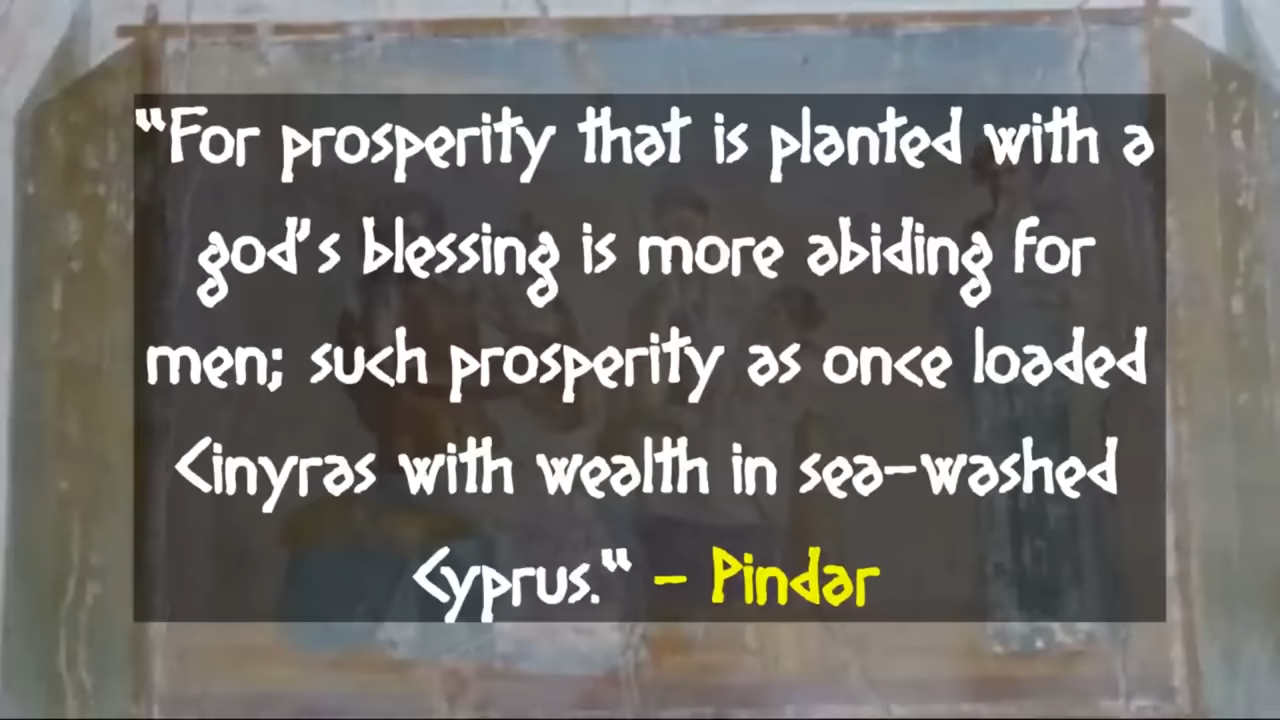 "For prosperity that is planted with a
god's blessing is more abiding for
men; such prosperity as once loaded
Cinyras with wealth in sea-washed
Cyprus." - Pindar